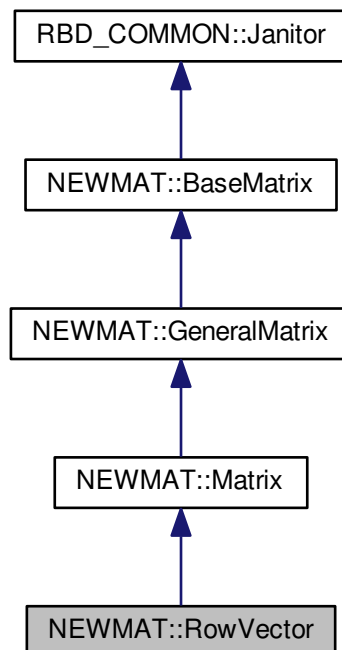 RBD_COMMON::Janitor
NEWMAT::BaseMatrix
NEWMAT::GeneralMatrix
NEWMAT::Matrix
NEWMAT::RowVector